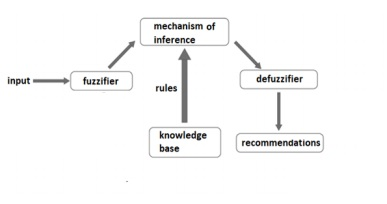 mechanism of
inference
input
fuzzifier
defuzzifier
rules
knowledge
base
recommendations